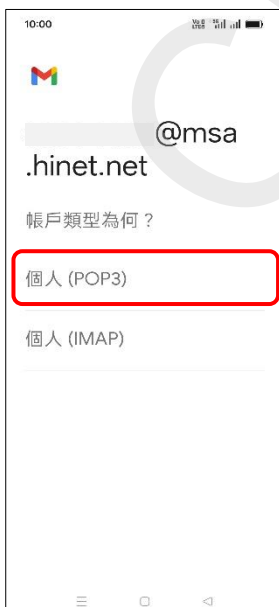 10:00
@msa
.hinet.net
帳戶類型為何？
個人 (POP3)
個人 (IMAP)